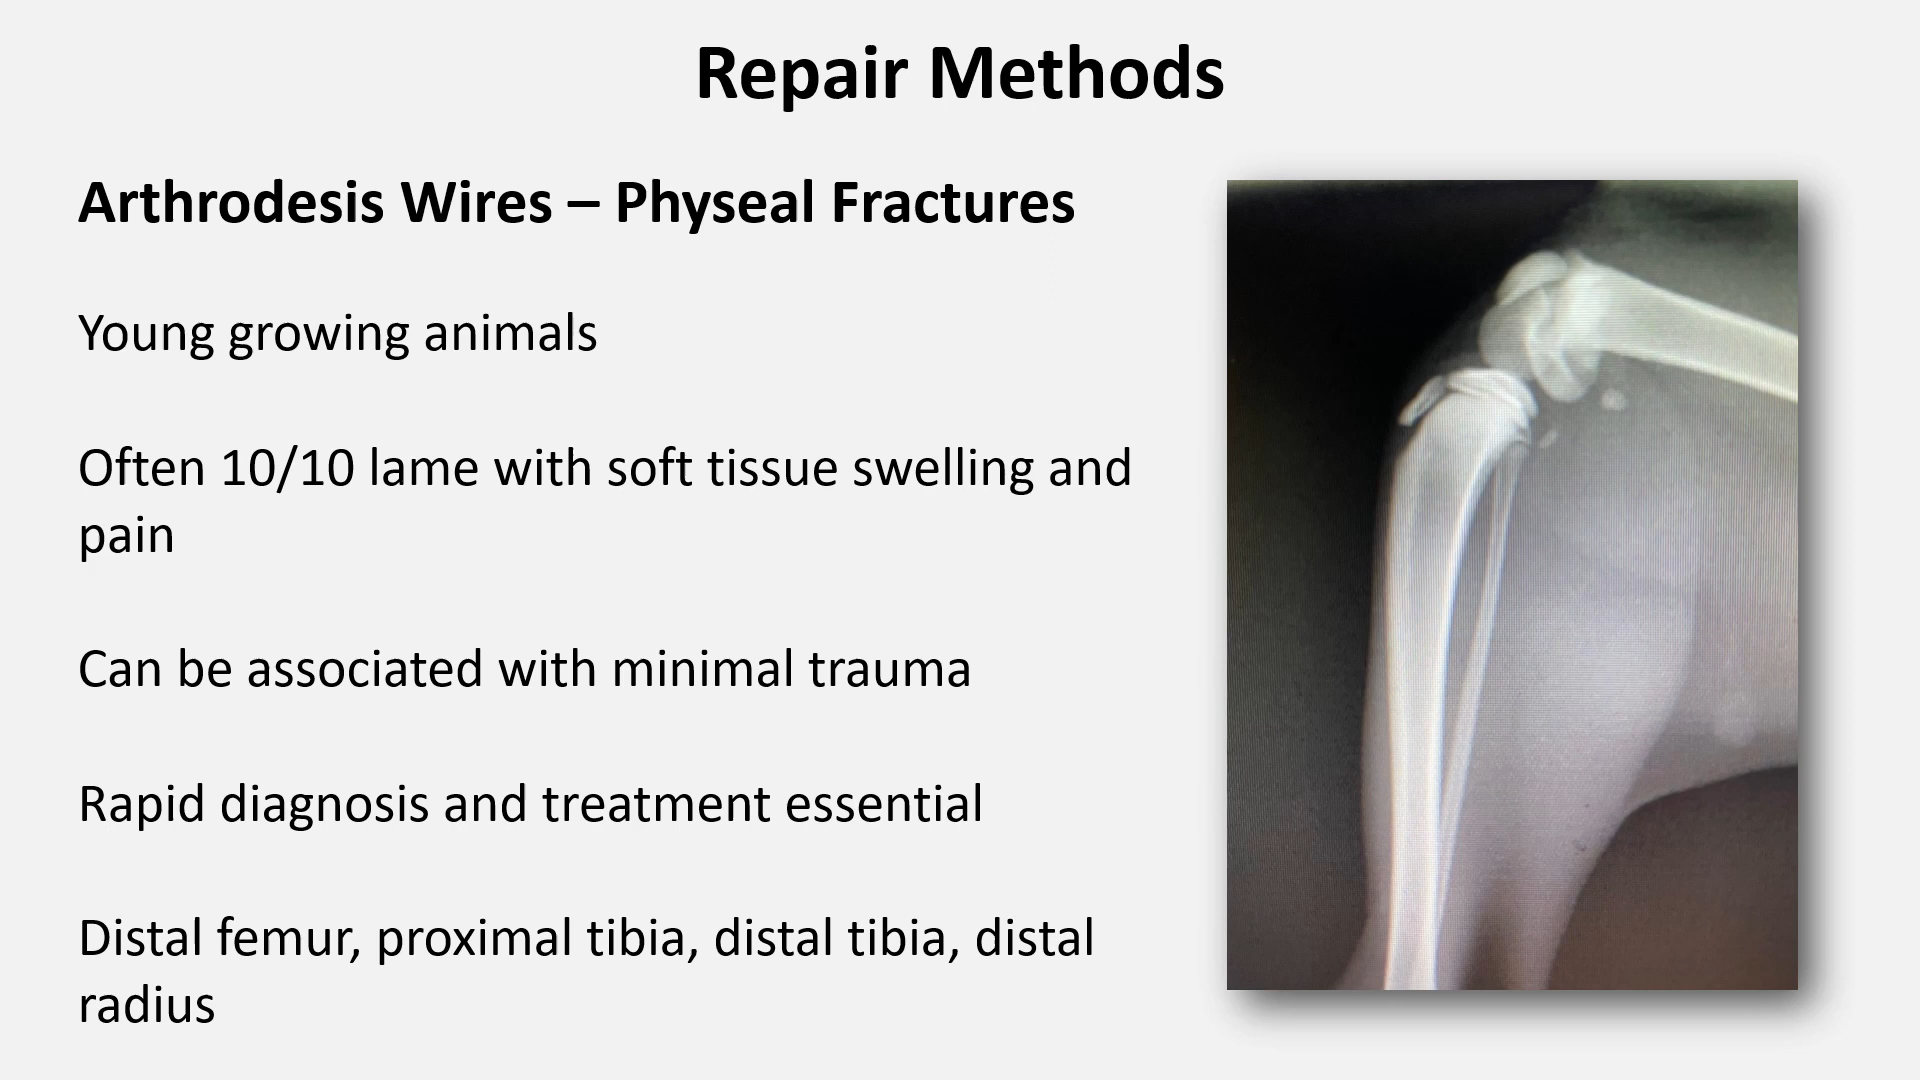 Repair Methods
Arthrodesis Wires – Physeal Fractures
Young growing animals
Often 10/10 lame with soft tissue swelling and
pain
Can be associated with minimal trauma
Rapid diagnosis and treatment essential
Distal femur, proximal tibia, distal tibia, distal
radius